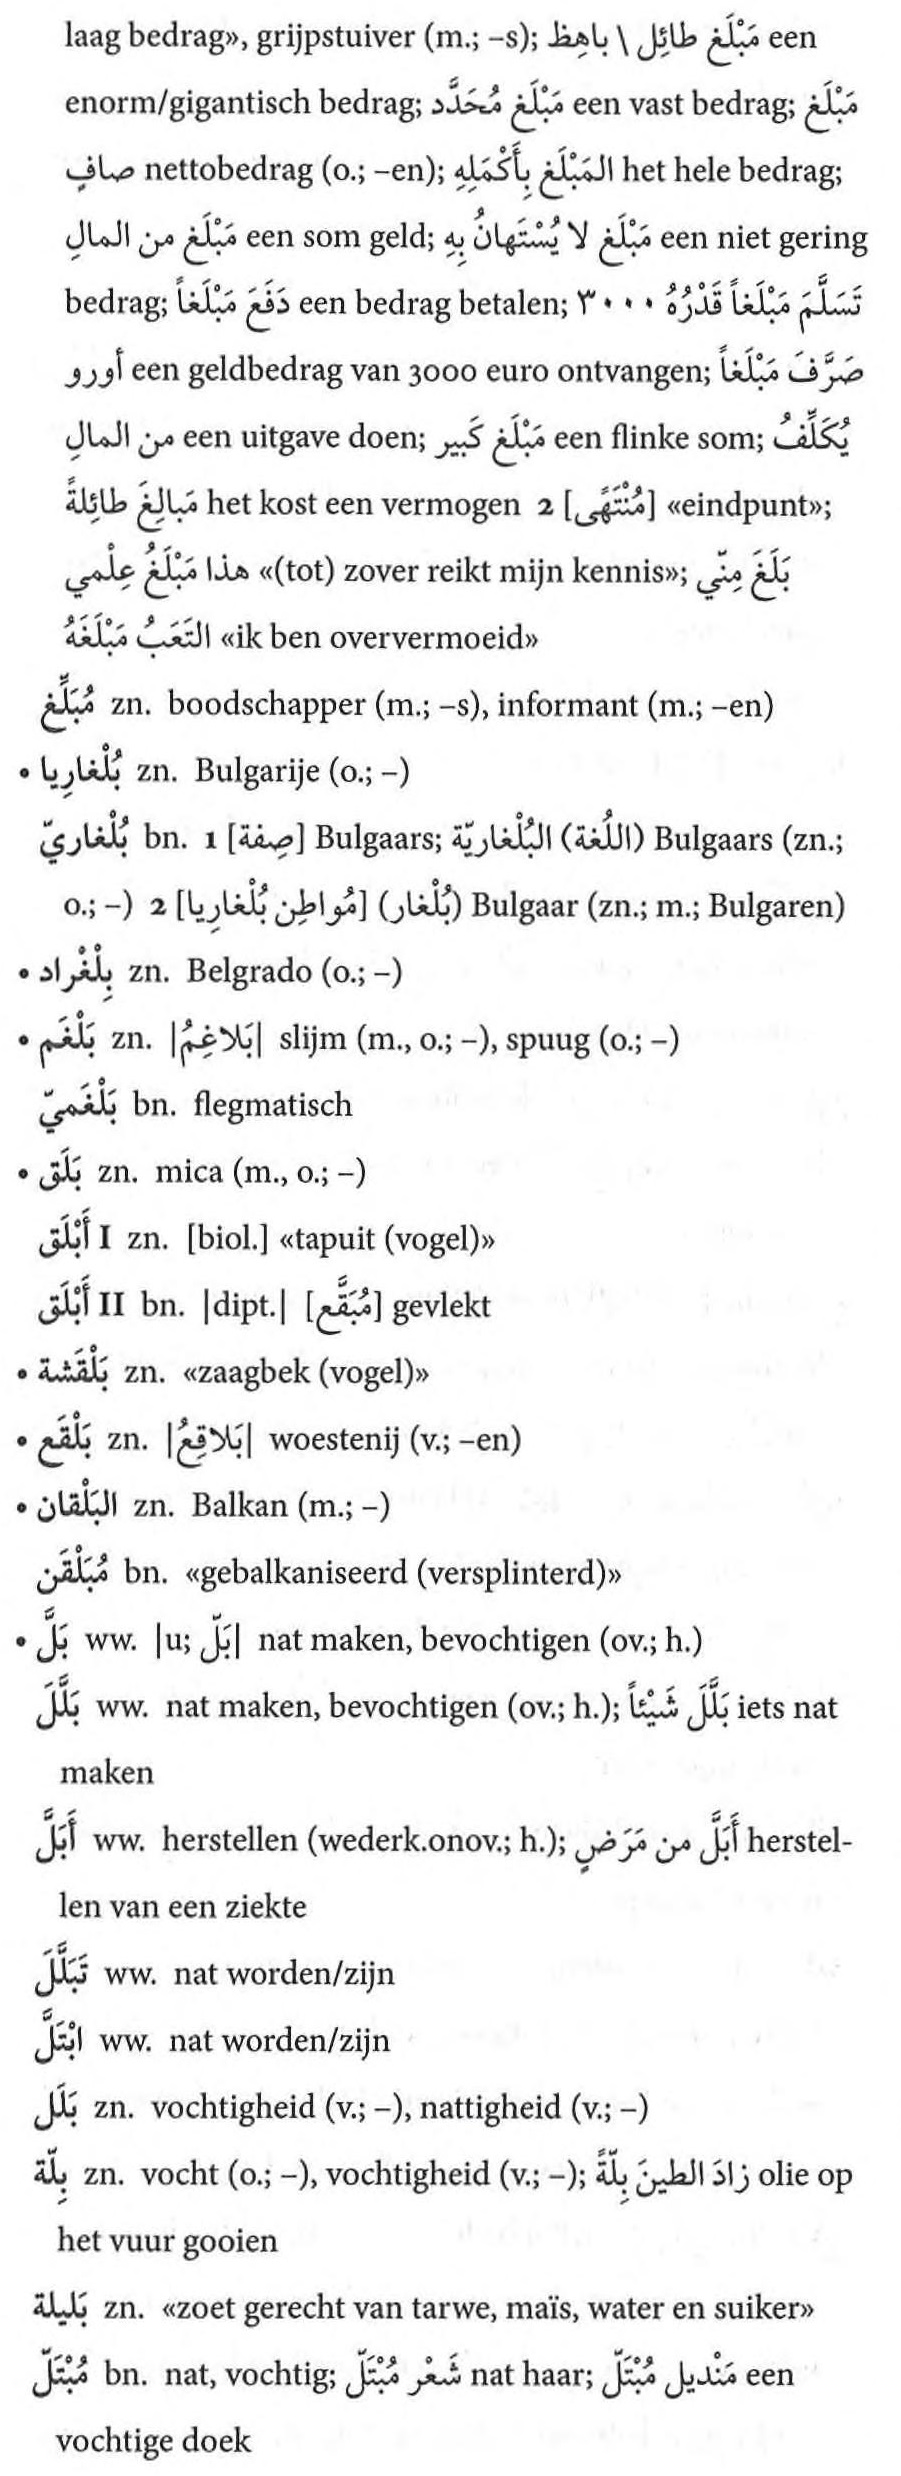 laag bedrag», grijpstuiver (m.; –s); مَبْلَغ طائِل \ باهِظ een
enorm/gigantisch bedrag; مَبْلَغ مُحَدَّد een vast bedrag; مَبْلَغ
صافٍ nettobedrag (o.; –en); المَبْلَغ بِأَكْمَلِهِ het hele bedrag;
مَبْلَغ من المالِ een som geld; مَبْلَغ لا يُسْتَهانُ بِهِ een niet gering
bedrag; دَفَعَ مَبْلَغاً een bedrag betalen; تَسَلَّمَ مَبْلَغاً قَدْرُهُ ٣٠٠٠
أورو een geldbedrag van 3000 euro ontvangen; صَرَّفَ مَبْلَغاً
من المالِ een uitgave doen; مَبْلَغ كَبير een flinke som; يُكَلِّفُ
مَبالِغَ طائِلةً het kost een vermogen 2 [مُنْتَهًى] «eindpunt»;
هذا مَبْلَغُ عِلْمي «(tot) zover reikt mijn kennis»; بَلَغَ مِنّي
التَعَبُ مَبْلَغَهُ «ik ben oververmoeid»
مُبَلِّغ zn. boodschapper (m.; –s), informant (m.; –en)
• بُلْغارِيا zn. Bulgarije (o.; –)
بُلْغاريّ bn. 1 [صِفة] Bulgaars; البُلْغاريّة (اللُغة) Bulgaars (zn.;
o.; –) 2 [مُواطِن بُلْغارِيا] (بُلْغار) Bulgaar (zn.; m.; Bulgaren)
• بِلْغْراد zn. Belgrado (o.; –)
• بَلْغَم zn. |بَلاغِمُ| slijm (m., o.; –), spuug (o.; –)
بَلْغَميّ bn. flegmatisch
• بَلَق zn. mica (m., o.; –)
أَبْلَق I zn. [biol.] «tapuit (vogel)»
أَبْلَق II bn. |dipt.| [مُبَقَّع] gevlekt
• بَلْقَشة zn. «zaagbek (vogel)»
• بَلْقَع zn. |بَلاقِعُ| woestenij (v.; –en)
• البَلْقان zn. Balkan (m.; –)
مُبَلْقَن bn. «gebalkaniseerd (versplinterd)»
• بَلَّ ww. |u; بَلّ| nat maken, bevochtigen (ov.; h.)
بَلَّلَ ww. nat maken, bevochtigen (ov.; h.); بَلَّلَ شَيْئاً iets nat
maken
أَبَلَّ ww. herstellen (wederk.onov.; h.); أَبَلَّ من مَرَضٍ herstel-
len van een ziekte
تَبَلَّلَ ww. nat worden/zijn
ابْتَلَّ ww. nat worden/zijn
بَلَل zn. vochtigheid (v.; –), nattigheid (v.; –)
بِلّة zn. vocht (o.; –), vochtigheid (v.; –); زادَ الطينَ بِلّةً olie op
het vuur gooien
بَليلة zn. «zoet gerecht van tarwe, maïs, water en suiker»
مُبْتَلّ bn. nat, vochtig; شَعْر مُبْتَلّ nat haar; مَنْديل مُبْتَلّ een
vochtige doek